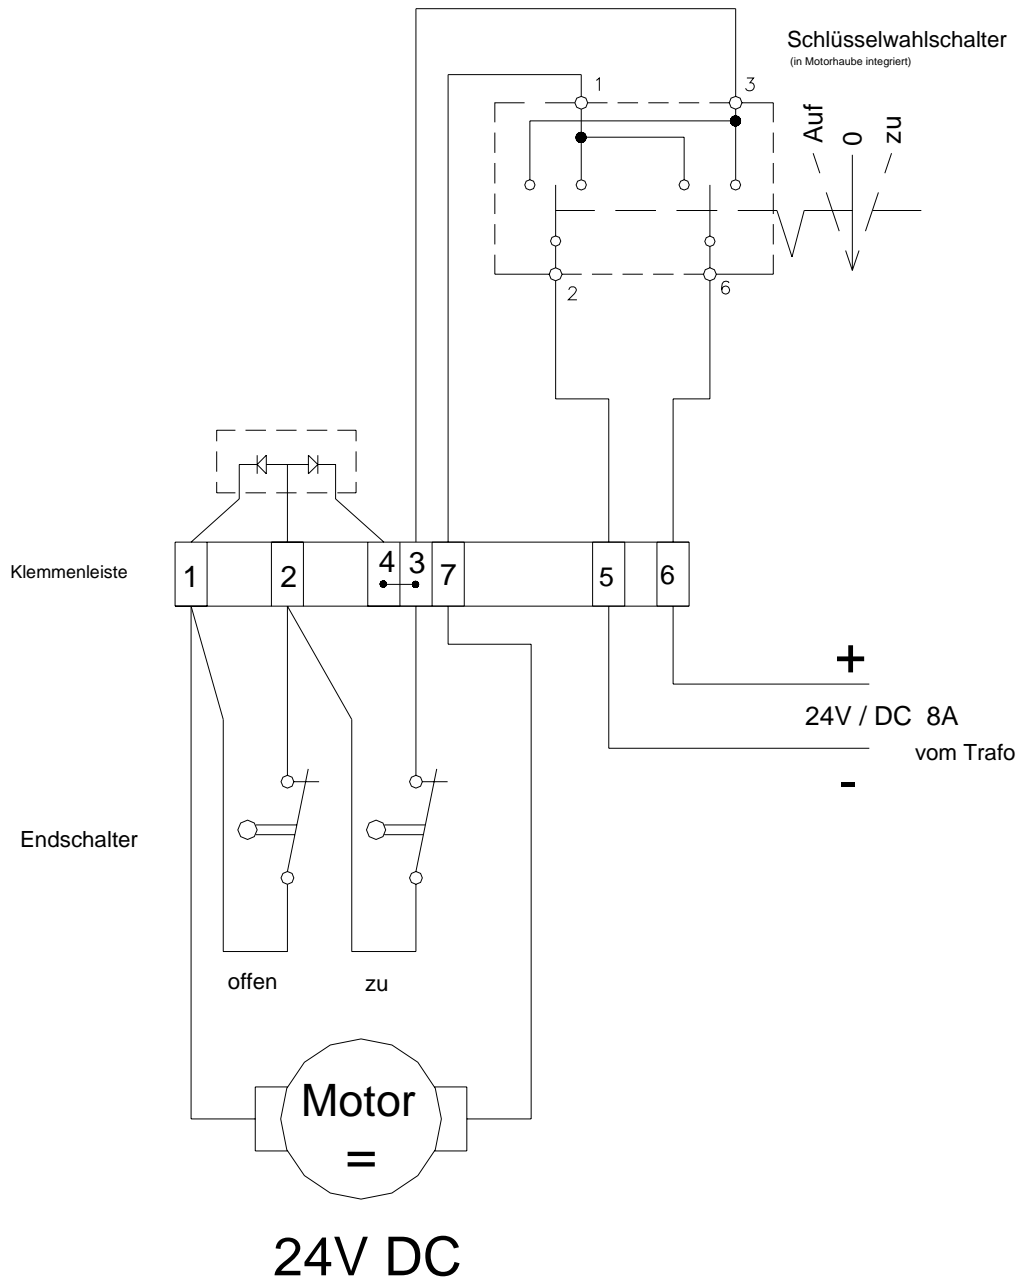 Schlüsselwahlschalter
(in Motorhaube integriert)
1
3
Auf
0
zu
2
6
Klemmenleiste
1
2
4
3
7
5
6
+
24V / DC 8A
vom Trafo
-
Endschalter
offen
zu
Motor
=
24V DC